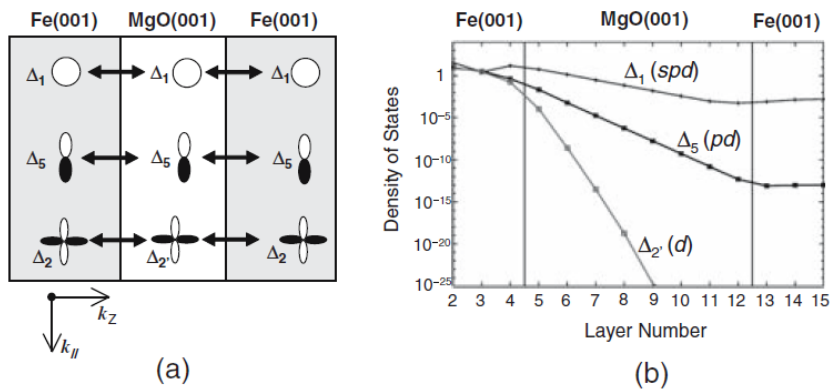 Fe(001) MgO(001) Fe(001)
Δ₁ Δ₁ Δ₁
Δ₅ Δ₅ Δ₅
Δ₂ Δ₂' Δ₂
k_Z
k_//
(a)
Fe(001) MgO(001) Fe(001)
Density of States
1
10⁻⁵
10⁻¹⁰
10⁻¹⁵
10⁻²⁰
10⁻²⁵
Δ₁ (spd)
Δ₅ (pd)
Δ₂' (d)
2 3 4 5 6 7 8 9 10 11 12 13 14 15
Layer Number
(b)